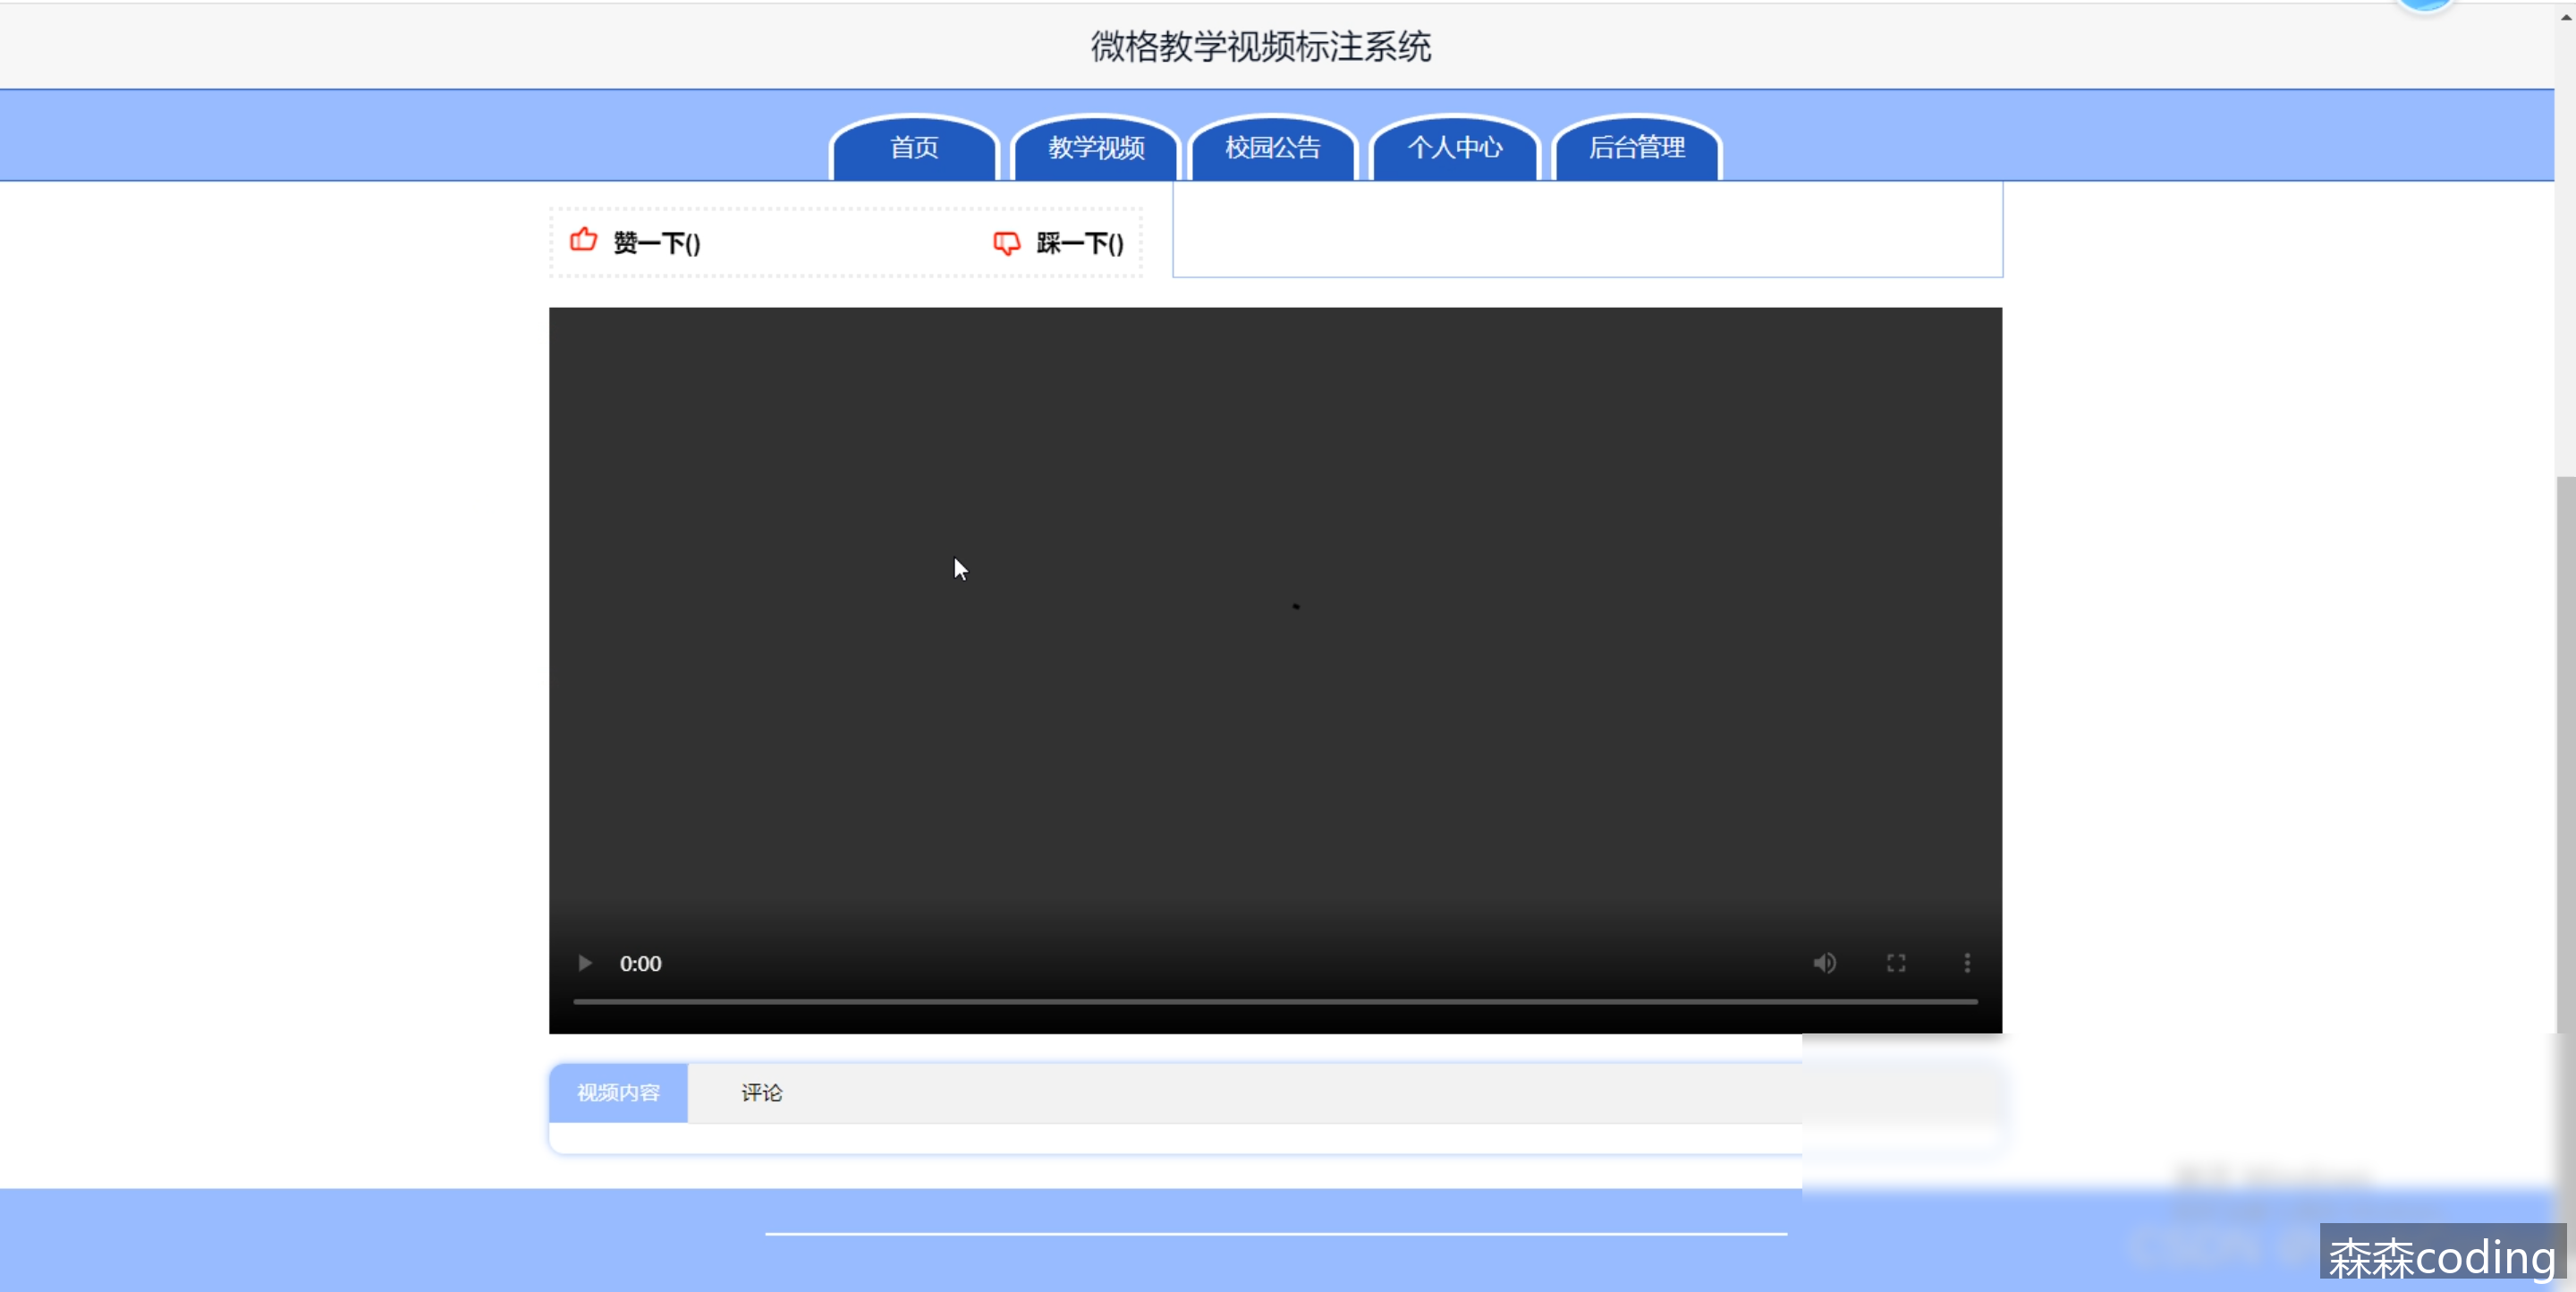 微格教学视频标注系统
首页 教学视频 校园公告 个人中心 后台管理
赞一下() 踩一下()
0:00
视频内容 评论
森森coding